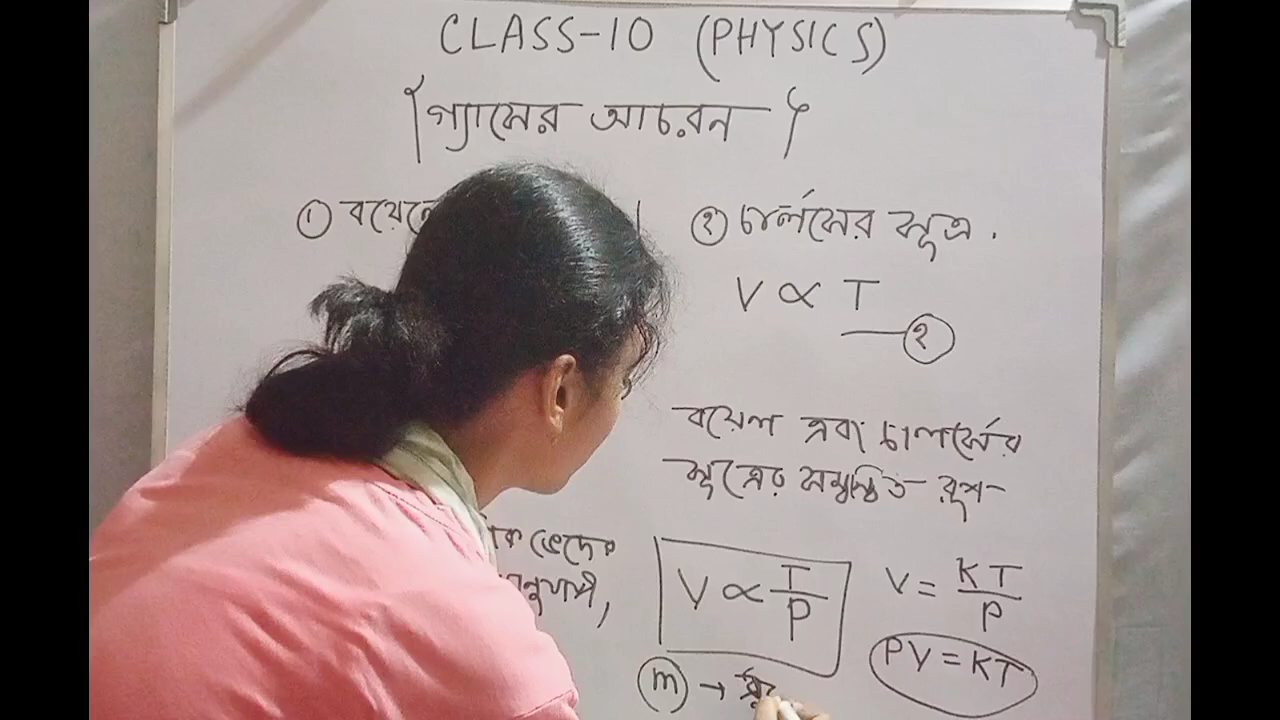 CLASS-10 (PHYSICS)
গ্যাসের আচরন
① বয়েলে
② চার্লসের সূত্র.
V ∝ T
②
বয়েল এবং চার্লসের
সূত্রের সমন্বিত রূপ
ভেদের
V ∝ T/P
V = KT/P
PV = KT
(m) →